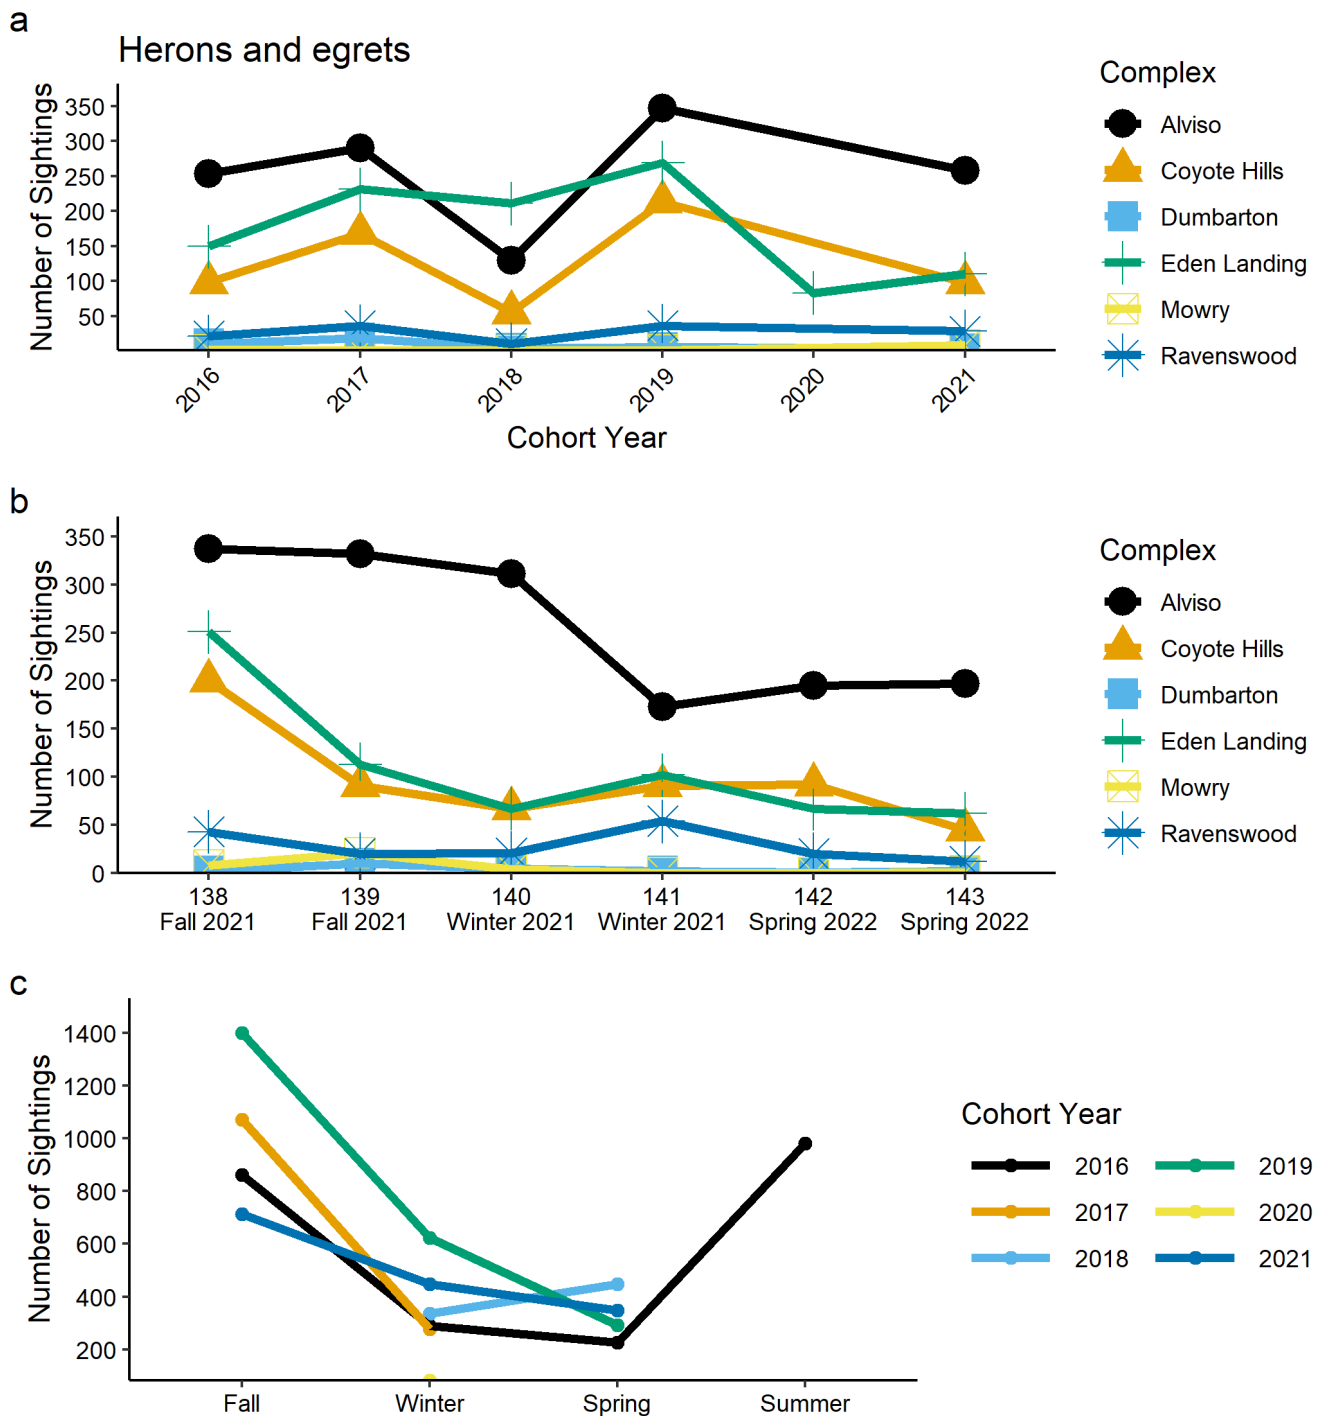 a
Herons and egrets
Number of Sightings
350
300
250
200
150
100
50
2016
2017
2018
2019
2020
2021
Cohort Year
Complex
Alviso
Coyote Hills
Dumbarton
Eden Landing
Mowry
Ravenswood
b
Number of Sightings
350
300
250
200
150
100
50
0
138
Fall 2021
139
Fall 2021
140
Winter 2021
141
Winter 2021
142
Spring 2022
143
Spring 2022
Complex
Alviso
Coyote Hills
Dumbarton
Eden Landing
Mowry
Ravenswood
c
Number of Sightings
1400
1200
1000
800
600
400
200
Fall
Winter
Spring
Summer
Cohort Year
2016
2017
2018
2019
2020
2021